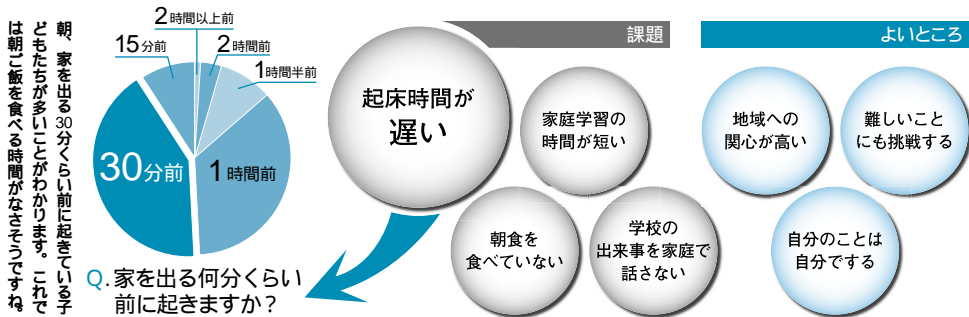 よいところ
地域への
関心が高い
難しいこと
にも挑戦する
自分のことは
自分でする
課題
起床時間が
遅い
家庭学習の
時間が短い
朝食を
食べていない
学校の
出来事を家庭で
話さない
Q.家を出る何分くらい
前に起きますか？
2時間以上前
2時間前
1時間半前
1時間前
30分前
15分前
朝、家を出る30分くらい前に起きている子
どもたちが多いことがわかります。これで
は朝ご飯を食べる時間がなさそうですね。